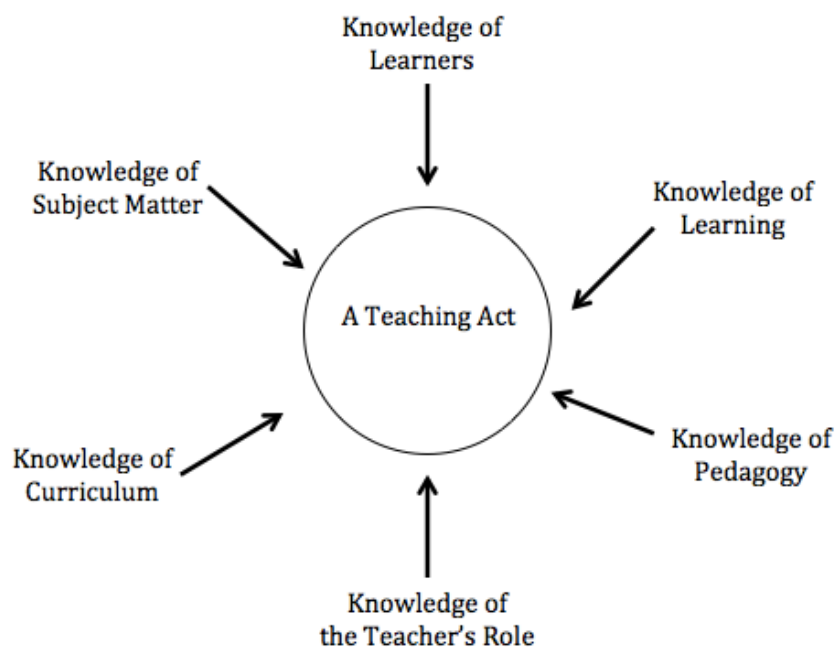 Knowledge of
Learners
Knowledge of
Subject Matter
Knowledge of
Learning
A Teaching Act
Knowledge of
Curriculum
Knowledge of
Pedagogy
Knowledge of
the Teacher's Role